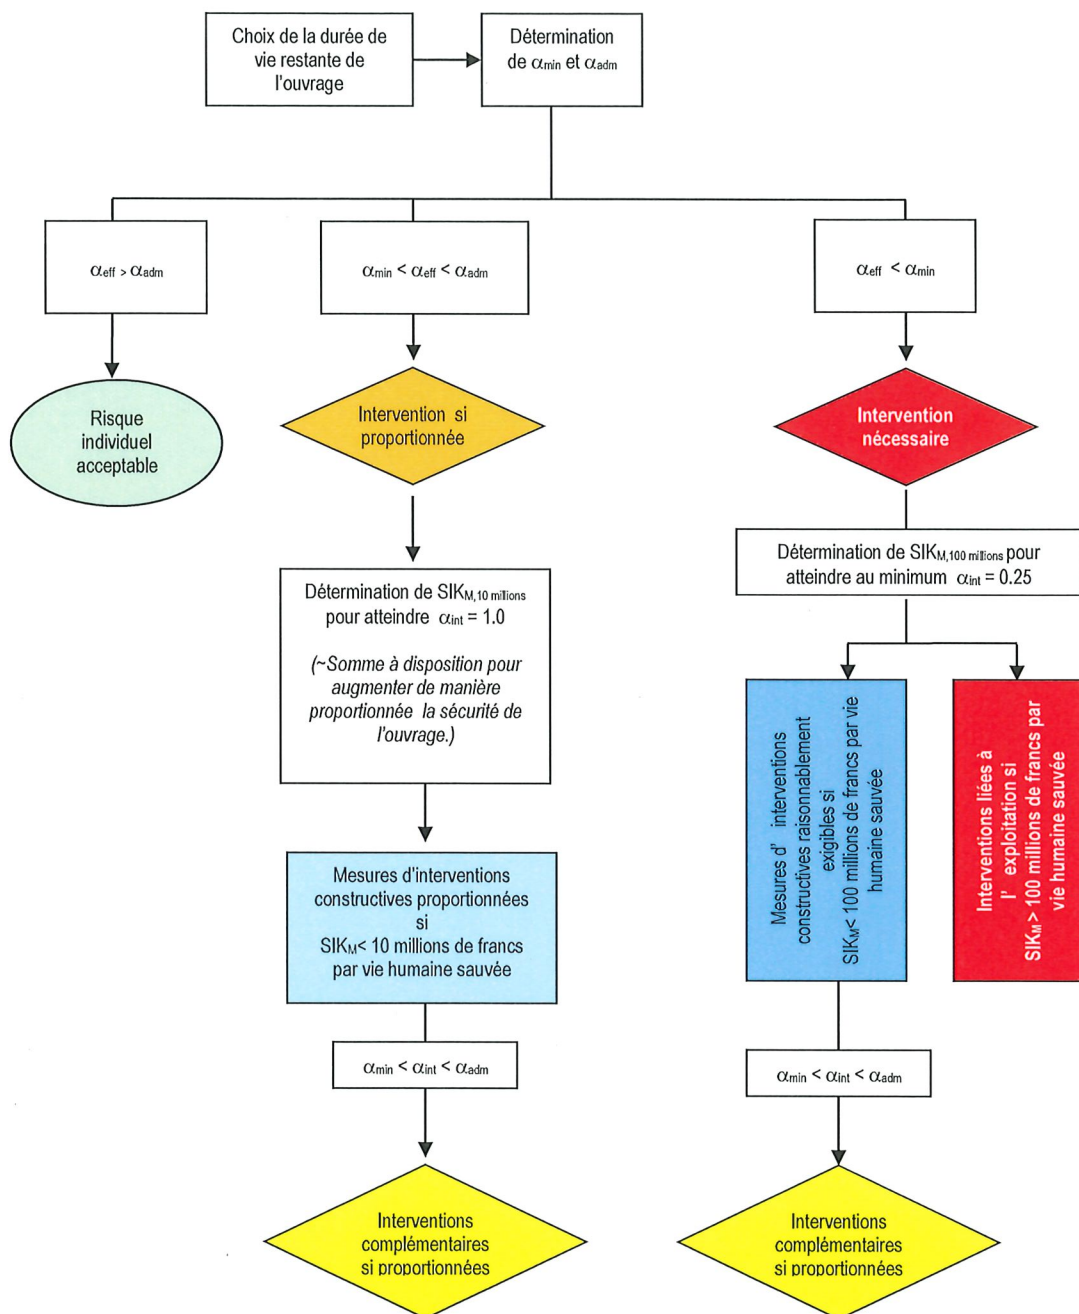 Choix de la durée de
vie restante de
l'ouvrage
Détermination
de αmin et αadm
αeff > αadm
αmin < αeff < αadm
αeff < αmin
Risque
individuel
acceptable
Intervention si
proportionnée
Intervention
nécessaire
Détermination de SIKM,10 millions
pour atteindre αint = 1.0
(~Somme à disposition pour
augmenter de manière
proportionnée la sécurité de
l'ouvrage.)
Détermination de SIKM,100 millions pour
atteindre au minimum αint = 0.25
Mesures d'interventions
constructives proportionnées
si
SIKM< 10 millions de francs
par vie humaine sauvée
Mesures d' interventions
constructives raisonnablement
exigibles si
SIKM< 100 millions de francs par vie
humaine sauvée
Interventions liées à
l' exploitation si
SIKM> 100 millions de francs par
vie humaine sauvée
αmin < αint < αadm
αmin < αint < αadm
Interventions
complémentaires
si proportionnées
Interventions
complémentaires
si proportionnées